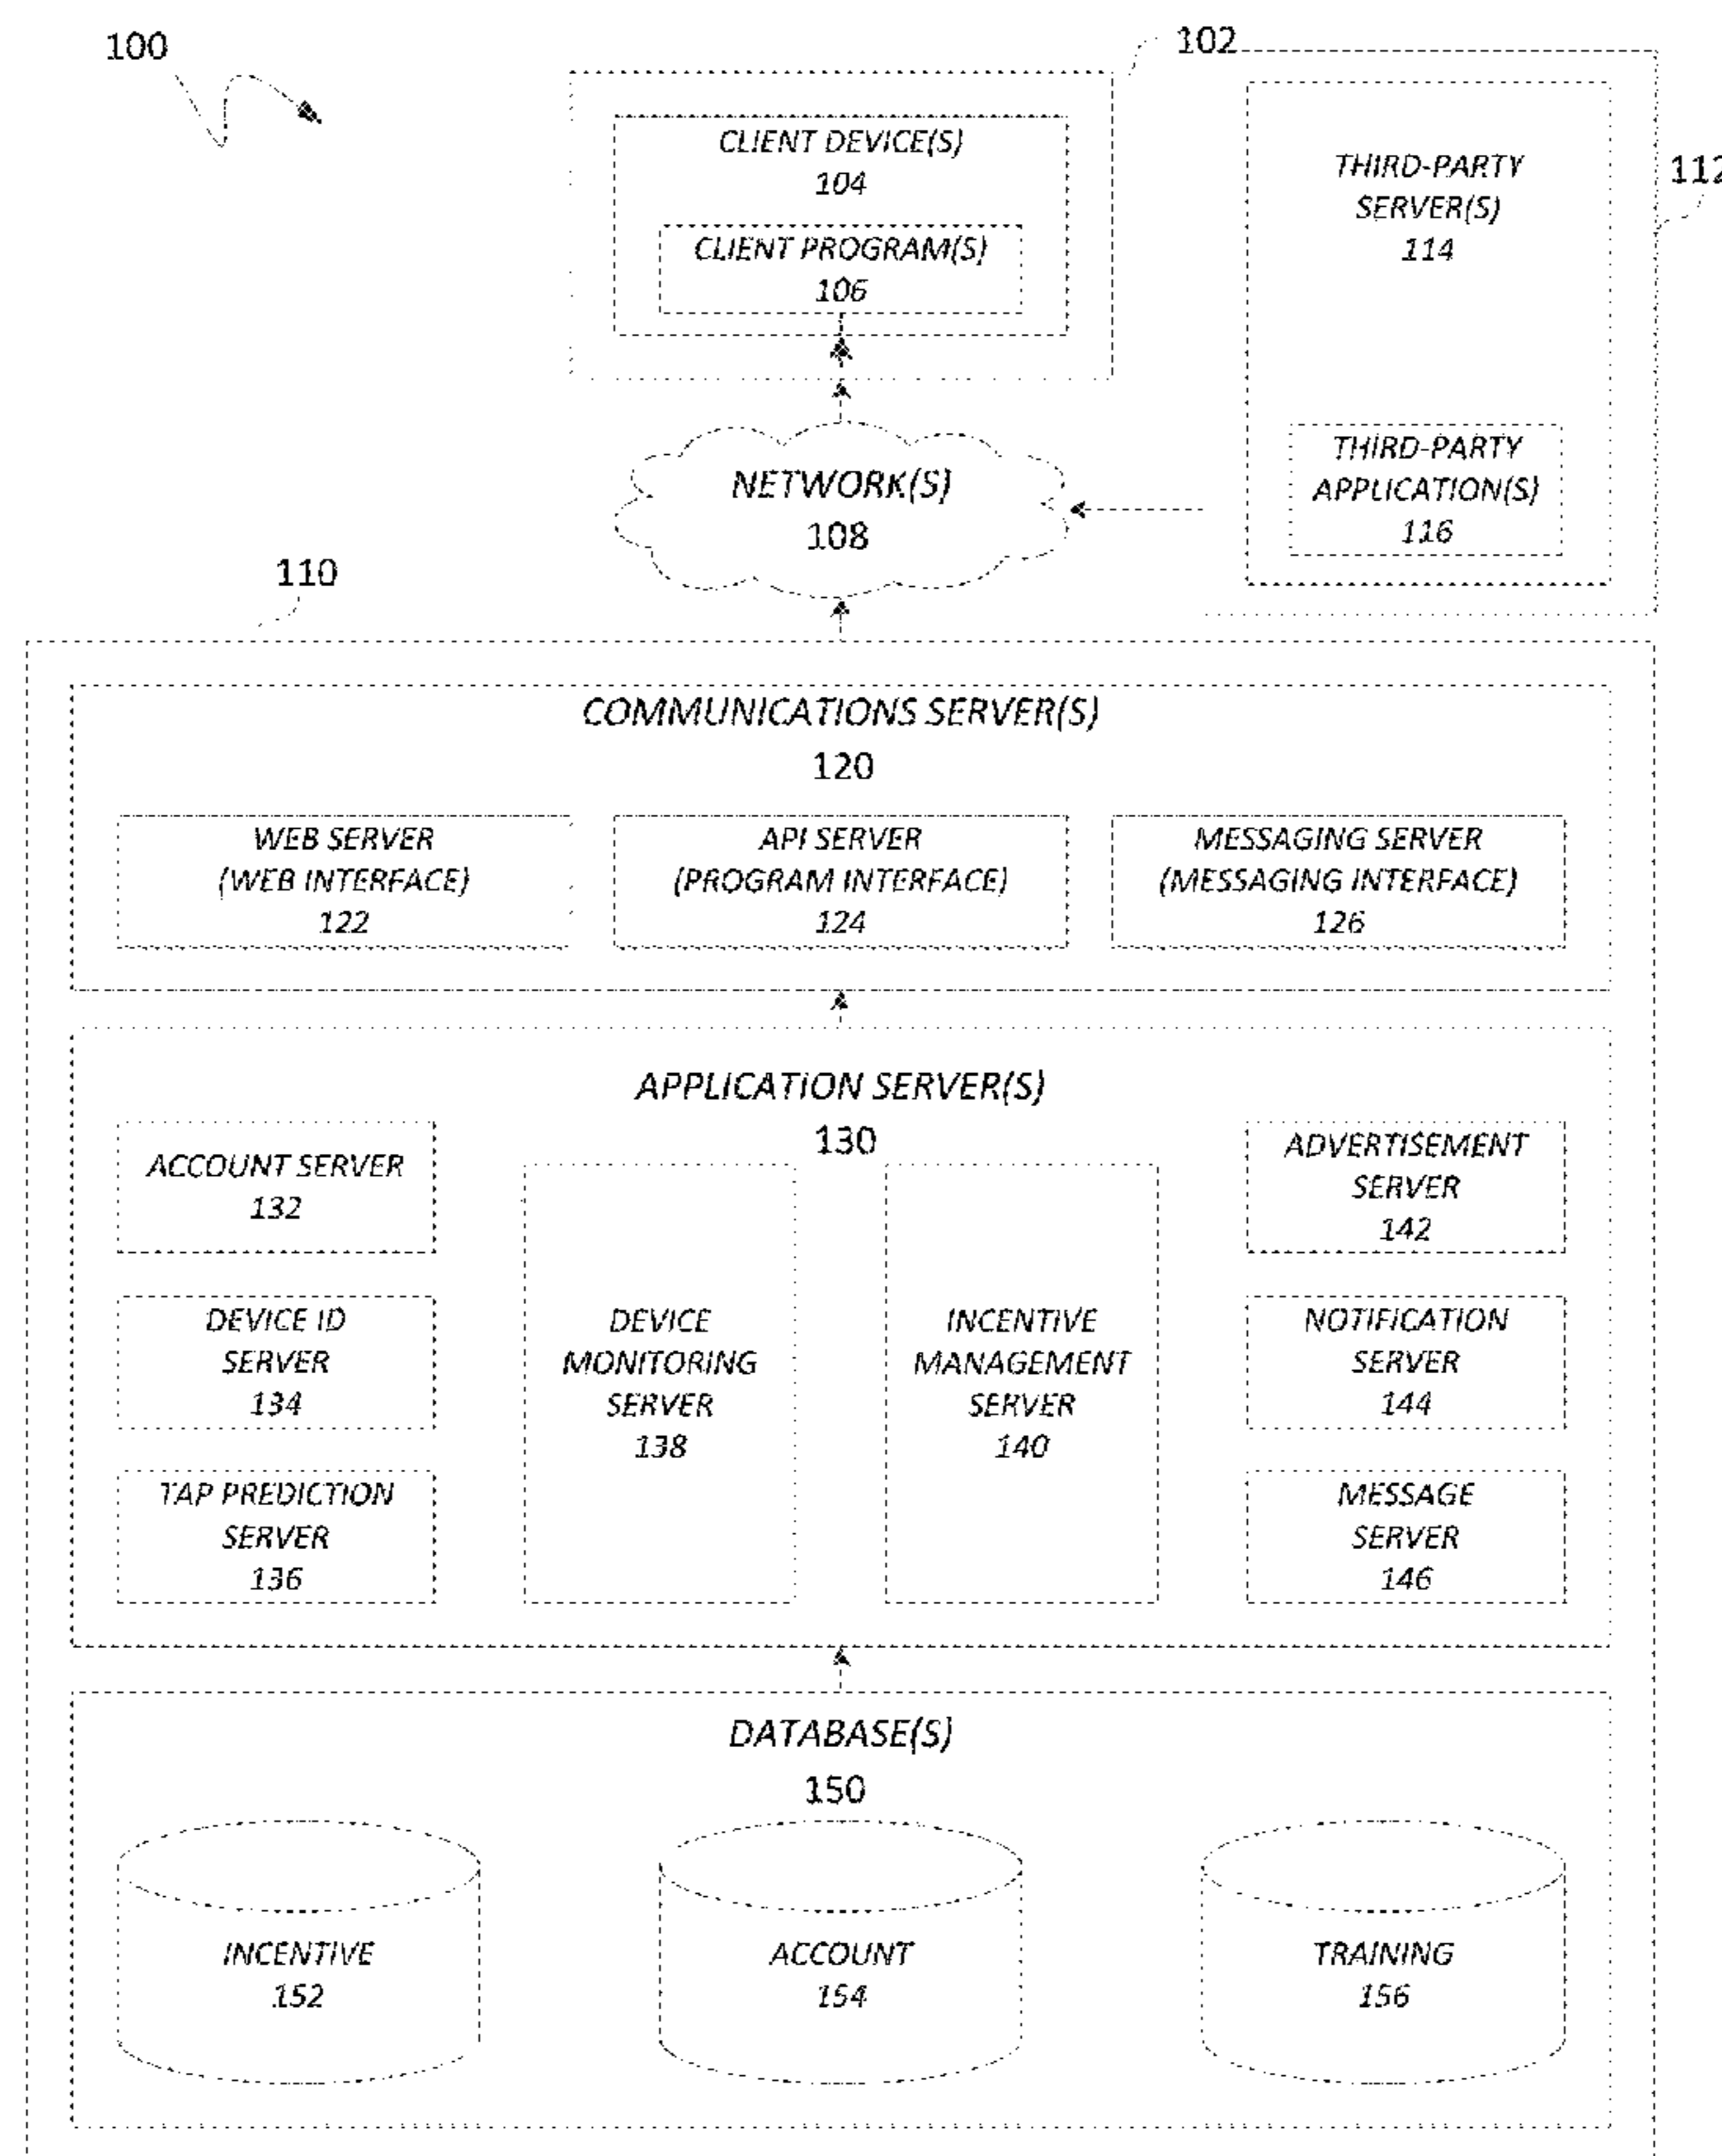 100
102
CLIENT DEVICE(S)
104
CLIENT PROGRAM(S)
106
THIRD-PARTY
SERVER(S)
114
112
THIRD-PARTY
APPLICATION(S)
116
NETWORK(S)
108
110
COMMUNICATIONS SERVER(S)
120
WEB SERVER
(WEB INTERFACE)
122
API SERVER
(PROGRAM INTERFACE)
124
MESSAGING SERVER
(MESSAGING INTERFACE)
126
APPLICATION SERVER(S)
130
ACCOUNT SERVER
132
DEVICE ID
SERVER
134
TAP PREDICTION
SERVER
136
DEVICE
MONITORING
SERVER
138
INCENTIVE
MANAGEMENT
SERVER
140
ADVERTISEMENT
SERVER
142
NOTIFICATION
SERVER
144
MESSAGE
SERVER
146
DATABASE(S)
150
INCENTIVE
152
ACCOUNT
154
TRAINING
156